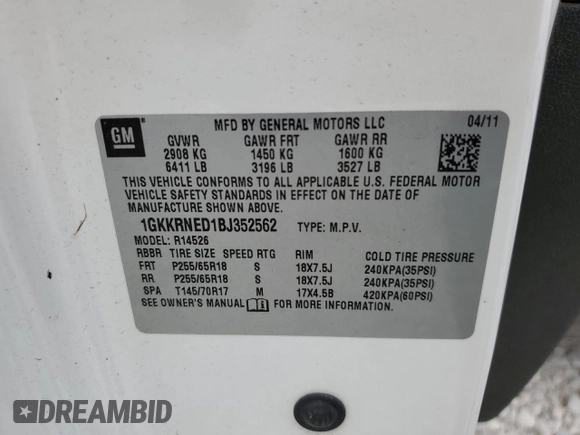 GM
MFD BY GENERAL MOTORS LLC 04/11
GVWR GAWR FRT GAWR RR
2908 KG 1450 KG 1600 KG
6411 LB 3196 LB 3527 LB
THIS VEHICLE CONFORMS TO ALL APPLICABLE U.S. FEDERAL MOTOR
VEHICLE SAFETY STANDARDS IN EFFECT ON THE DATE OF
MANUFACTURE SHOWN ABOVE.
1GKKRNED1BJ352562 TYPE: M.P.V.
MODEL: R14526
RBBR TIRE SIZE SPEED RTG RIM COLD TIRE PRESSURE
FRT P255/65R18 S 18X7.5J 240KPA(35PSI)
RR P255/65R18 S 18X7.5J 240KPA(35PSI)
SPA T145/70R17 M 17X4.5B 420KPA(60PSI)
SEE OWNER'S MANUAL FOR MORE INFORMATION.
DREAMBID